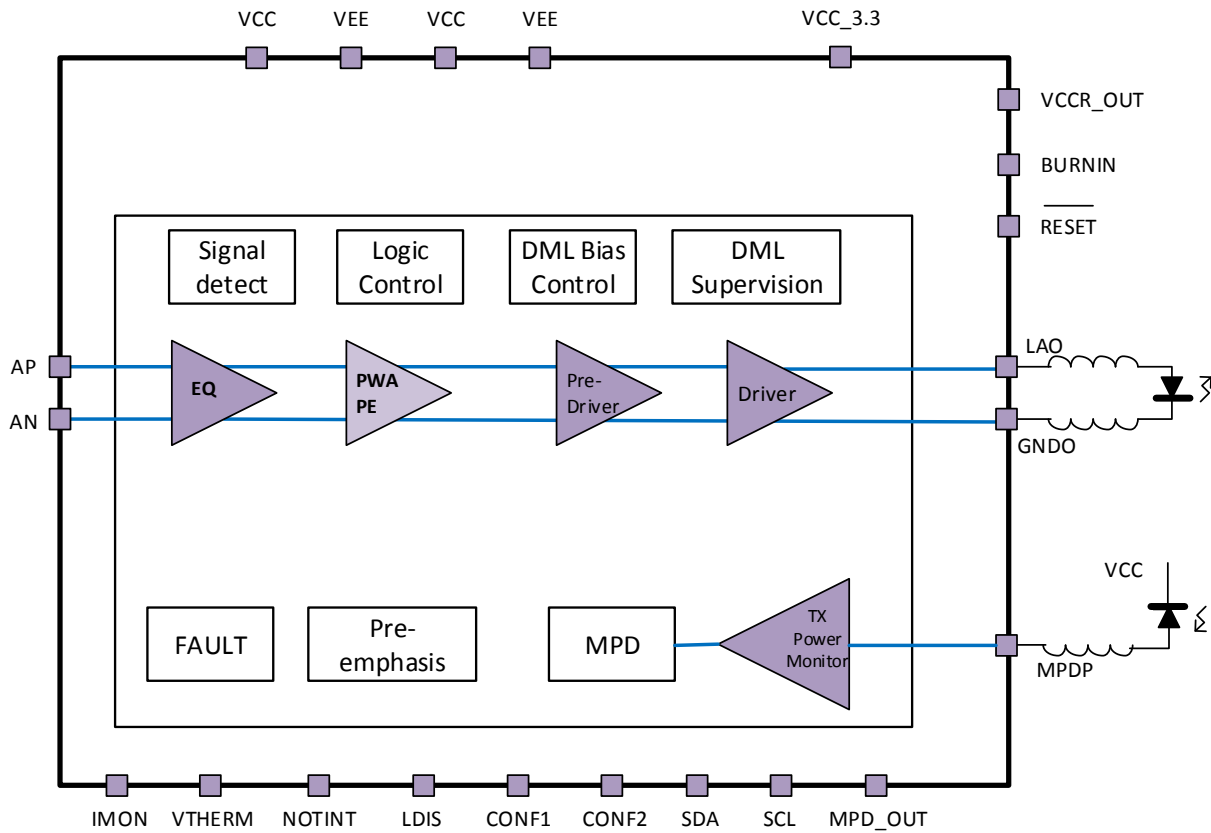 VCC
VEE
VCC
VEE
VCC_3.3
VCCR_OUT
BURNIN
RESET
Signal
detect
Logic
Control
DML Bias
Control
DML
Supervision
AP
AN
EQ
PWA
PE
Pre-
Driver
Driver
LAO
GNDO
VCC
FAULT
Pre-
emphasis
MPD
TX
Power
Monitor
MPDP
IMON
VTHERM
NOTINT
LDIS
CONF1
CONF2
SDA
SCL
MPD_OUT